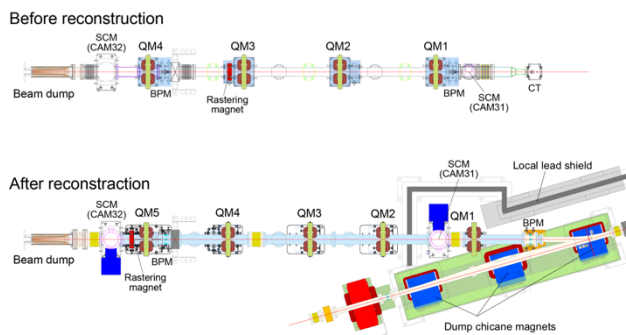 Before reconstruction
SCM
(CAM32)
QM4
QM3
QM2
QM1
Beam dump
BPM
Rastering
magnet
BPM
SCM
(CAM31)
CT
After reconstraction
SCM
(CAM32)
QM5
QM4
QM3
QM2
SCM
(CAM31)
QM1
Local lead shield
BPM
Beam dump
BPM
Rastering
magnet
Dump chicane magnets